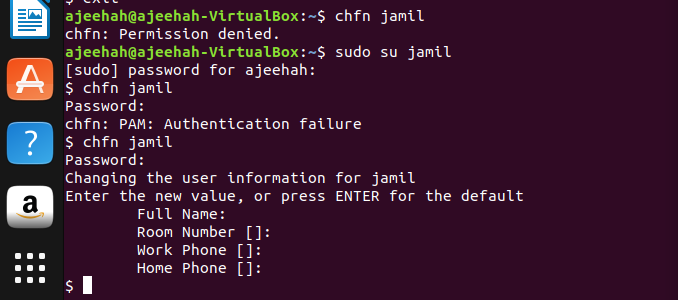 $ exit
ajeehah@ajeehah-VirtualBox:~$ chfn jamil
chfn: Permission denied.
ajeehah@ajeehah-VirtualBox:~$ sudo su jamil
[sudo] password for ajeehah:
$ chfn jamil
Password:
chfn: PAM: Authentication failure
$ chfn jamil
Password:
Changing the user information for jamil
Enter the new value, or press ENTER for the default
        Full Name:
        Room Number []:
        Work Phone []:
        Home Phone []:
$